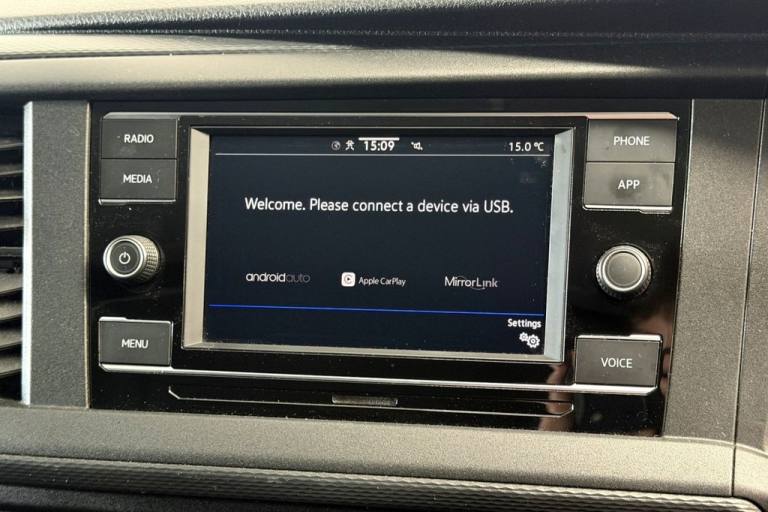 RADIO
MEDIA
MENU
15:09
15.0 °C
Welcome. Please connect a device via USB.
androidauto
Apple CarPlay
MirrorLink
Settings
PHONE
APP
VOICE